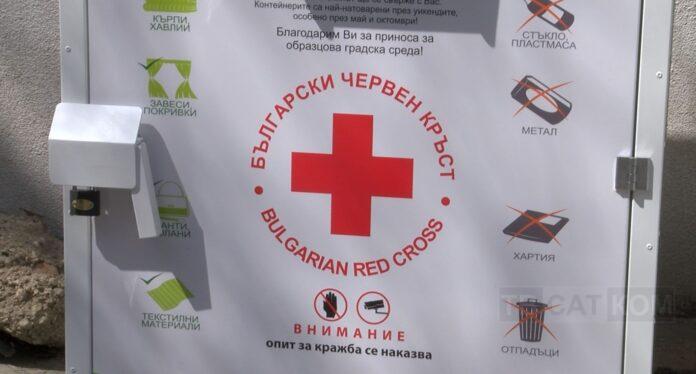 Контейнерите са най-натоварени през уикендите,
особено през май и октомври!
Благодарим Ви за приноса за
образцова градска среда!
КЪРПИ,
ХАВЛИИ
ЗАВЕСИ,
ПОКРИВКИ
ТЕКСТИЛНИ
МАТЕРИАЛИ
БЪЛГАРСКИ ЧЕРВЕН КРЪСТ
BULGARIAN RED CROSS
ВНИМАНИЕ
опит за кражба се наказва
СТЪКЛО,
ПЛАСТМАСА
МЕТАЛ
ХАРТИЯ
ОТПАДЪЦИ